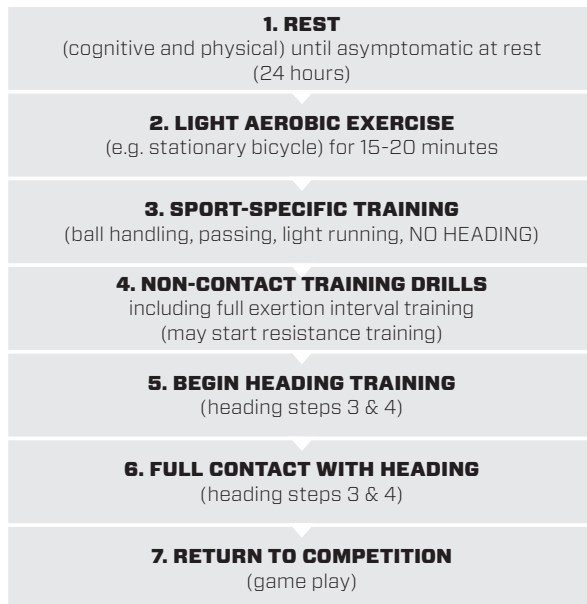 1. REST
(cognitive and physical) until asymptomatic at rest
(24 hours)
2. LIGHT AEROBIC EXERCISE
(e.g. stationary bicycle) for 15-20 minutes
3. SPORT-SPECIFIC TRAINING
(ball handling, passing, light running, NO HEADING)
4. NON-CONTACT TRAINING DRILLS
including full exertion interval training
(may start resistance training)
5. BEGIN HEADING TRAINING
(heading steps 3 & 4)
6. FULL CONTACT WITH HEADING
(heading steps 3 & 4)
7. RETURN TO COMPETITION
(game play)